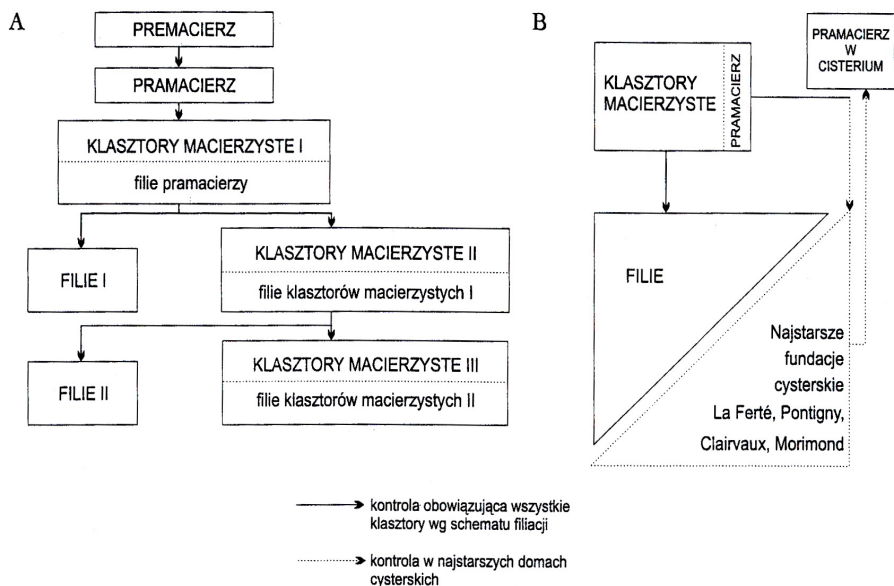 A
PREMACIERZ
PRAMACIERZ
KLASZTORY MACIERZYSTE I
filie pramacierzy
FILIE I
KLASZTORY MACIERZYSTE II
filie klasztorów macierzystych I
FILIE II
KLASZTORY MACIERZYSTE III
filie klasztorów macierzystych II
B
KLASZTORY
MACIERZYSTE
PRAMACIERZ
PRAMACIERZ
W
CISTERIUM
FILIE
Najstarsze
fundacje
cysterskie
La Ferté, Pontigny,
Clairvaux, Morimond
kontrola obowiązująca wszystkie
klasztory wg schematu filiacji
kontrola w najstarszych domach
cysterskich